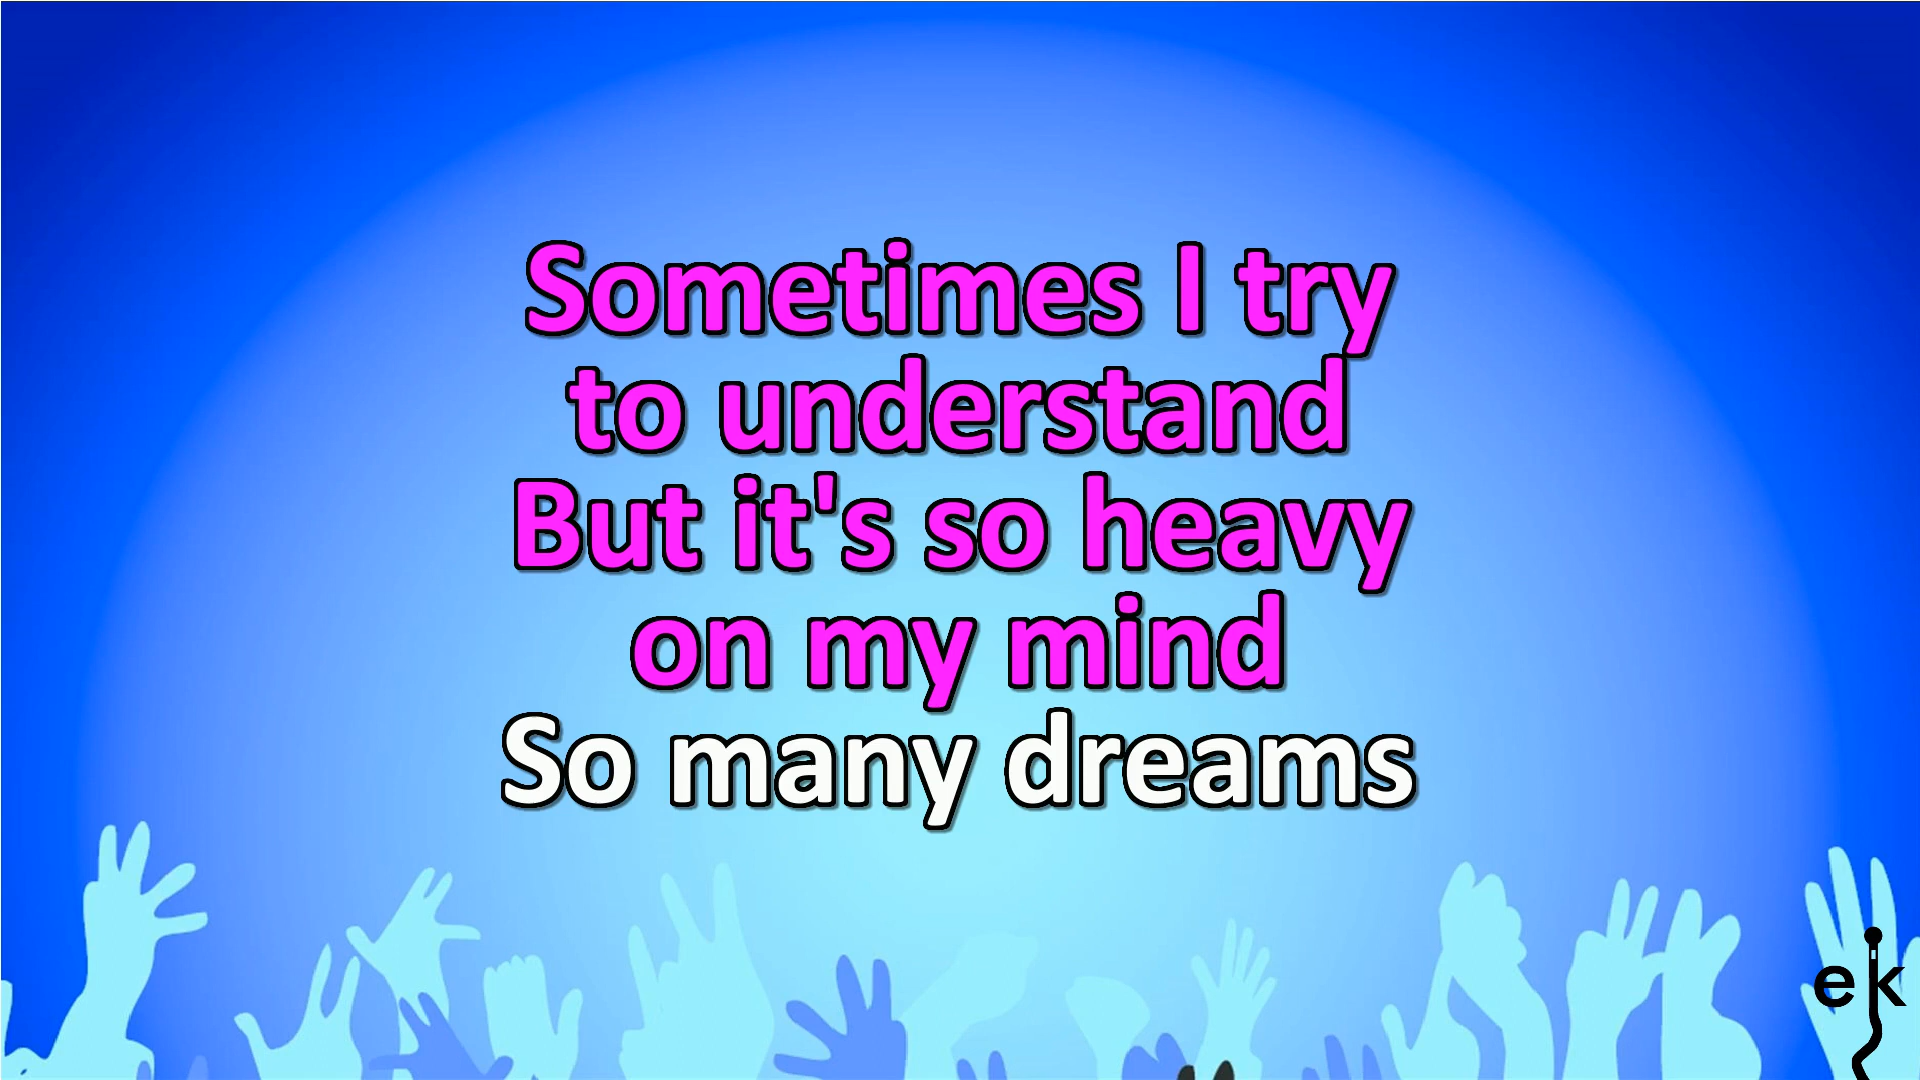 Sometimes I try
to understand
But it's so heavy
on my mind
So many dreams
ek